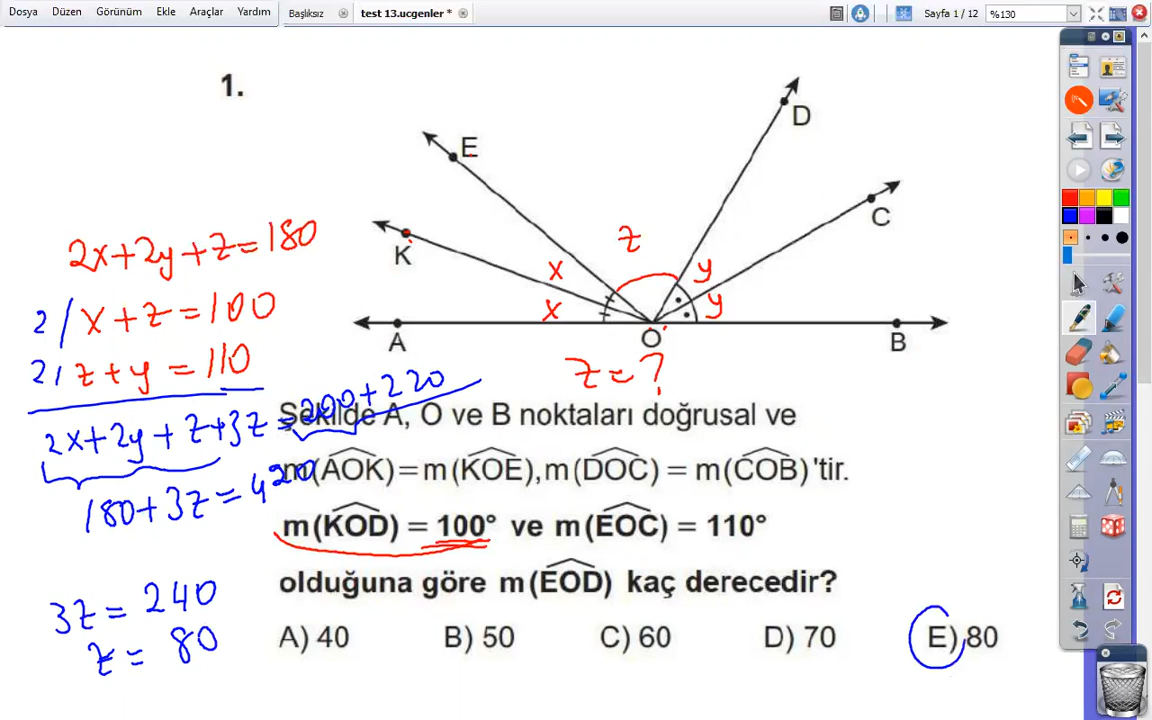 Dosya Düzen Görünüm Ekle Araçlar Yardım
Başlıksız
test 13.ucgenler *
Sayfa 1 / 12
%130
1.
E
D
C
K
A
O
B
z
x
x
y
y
z = ?
2x+2y+z=180
2/ x+z=100
2/ z+y=110
2x+2y+z+3z=200+220
180+3z=420
3z=240
z=80
Şekilde A, O ve B noktaları doğrusal ve
m(AOK) = m(KOE), m(DOC) = m(COB) 'tir.
m(KOD) = 100° ve m(EOC) = 110°
olduğuna göre m(EOD) kaç derecedir?
A) 40 B) 50 C) 60 D) 70 E) 80